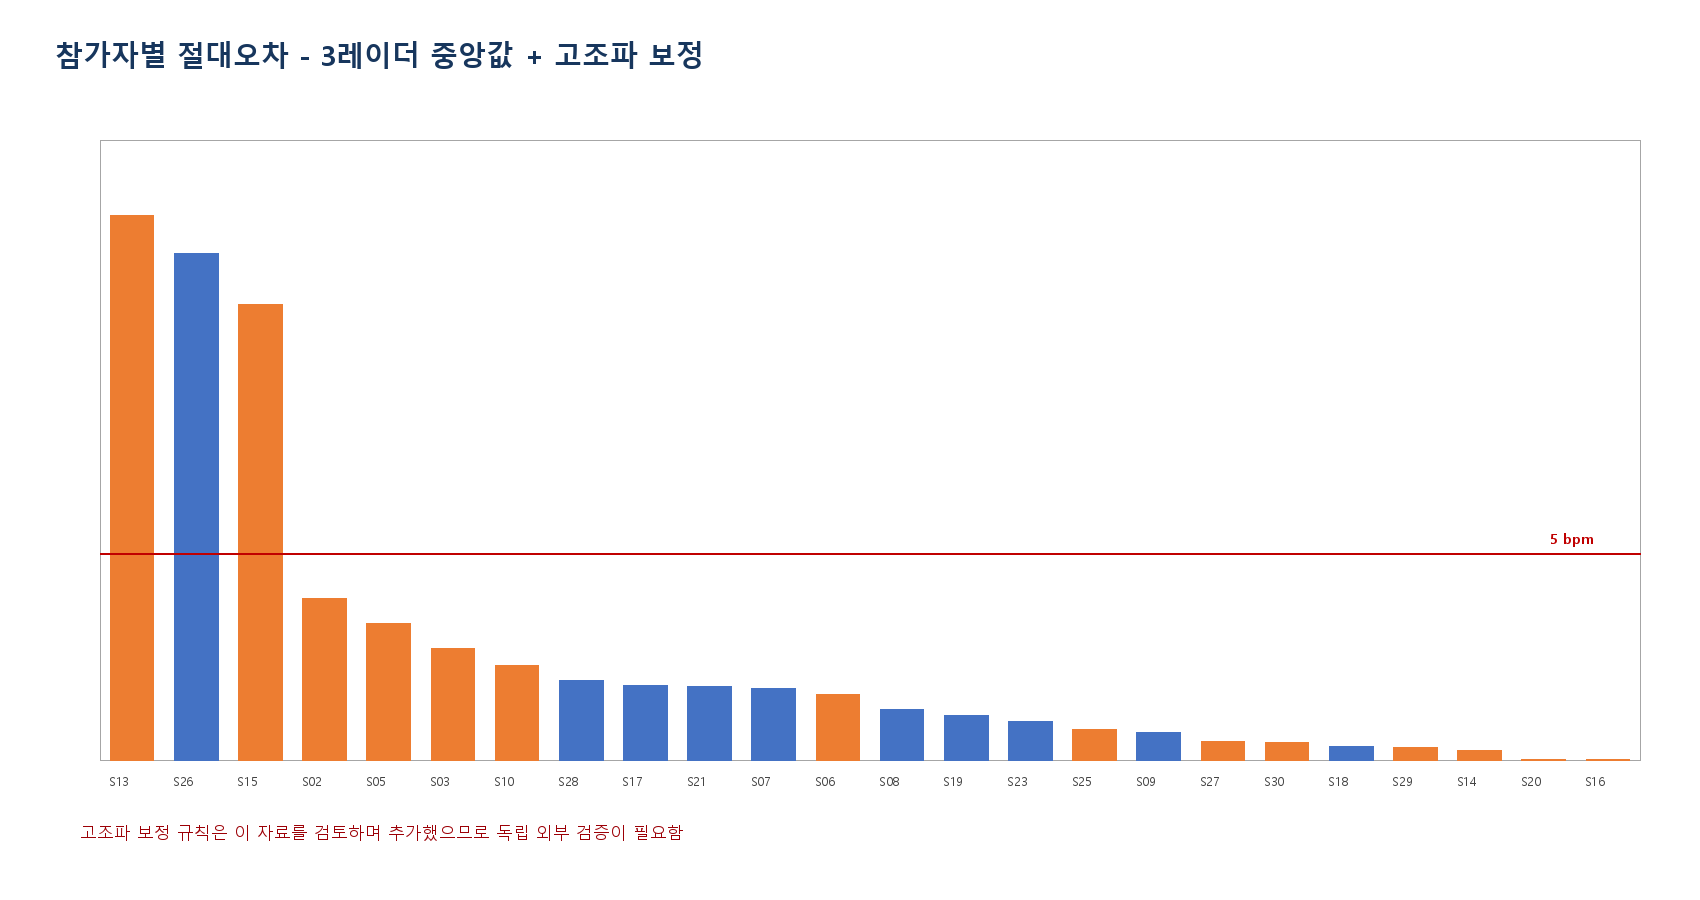 참가자별 절대오차 - 3레이더 중앙값 + 고조파 보정
5 bpm
S13 S26 S15 S02 S05 S03 S10 S28 S17 S21 S07 S06 S08 S19 S23 S25 S09 S27 S30 S18 S29 S14 S20 S16
고조파 보정 규칙은 이 자료를 검토하며 추가했으므로 독립 외부 검증이 필요함